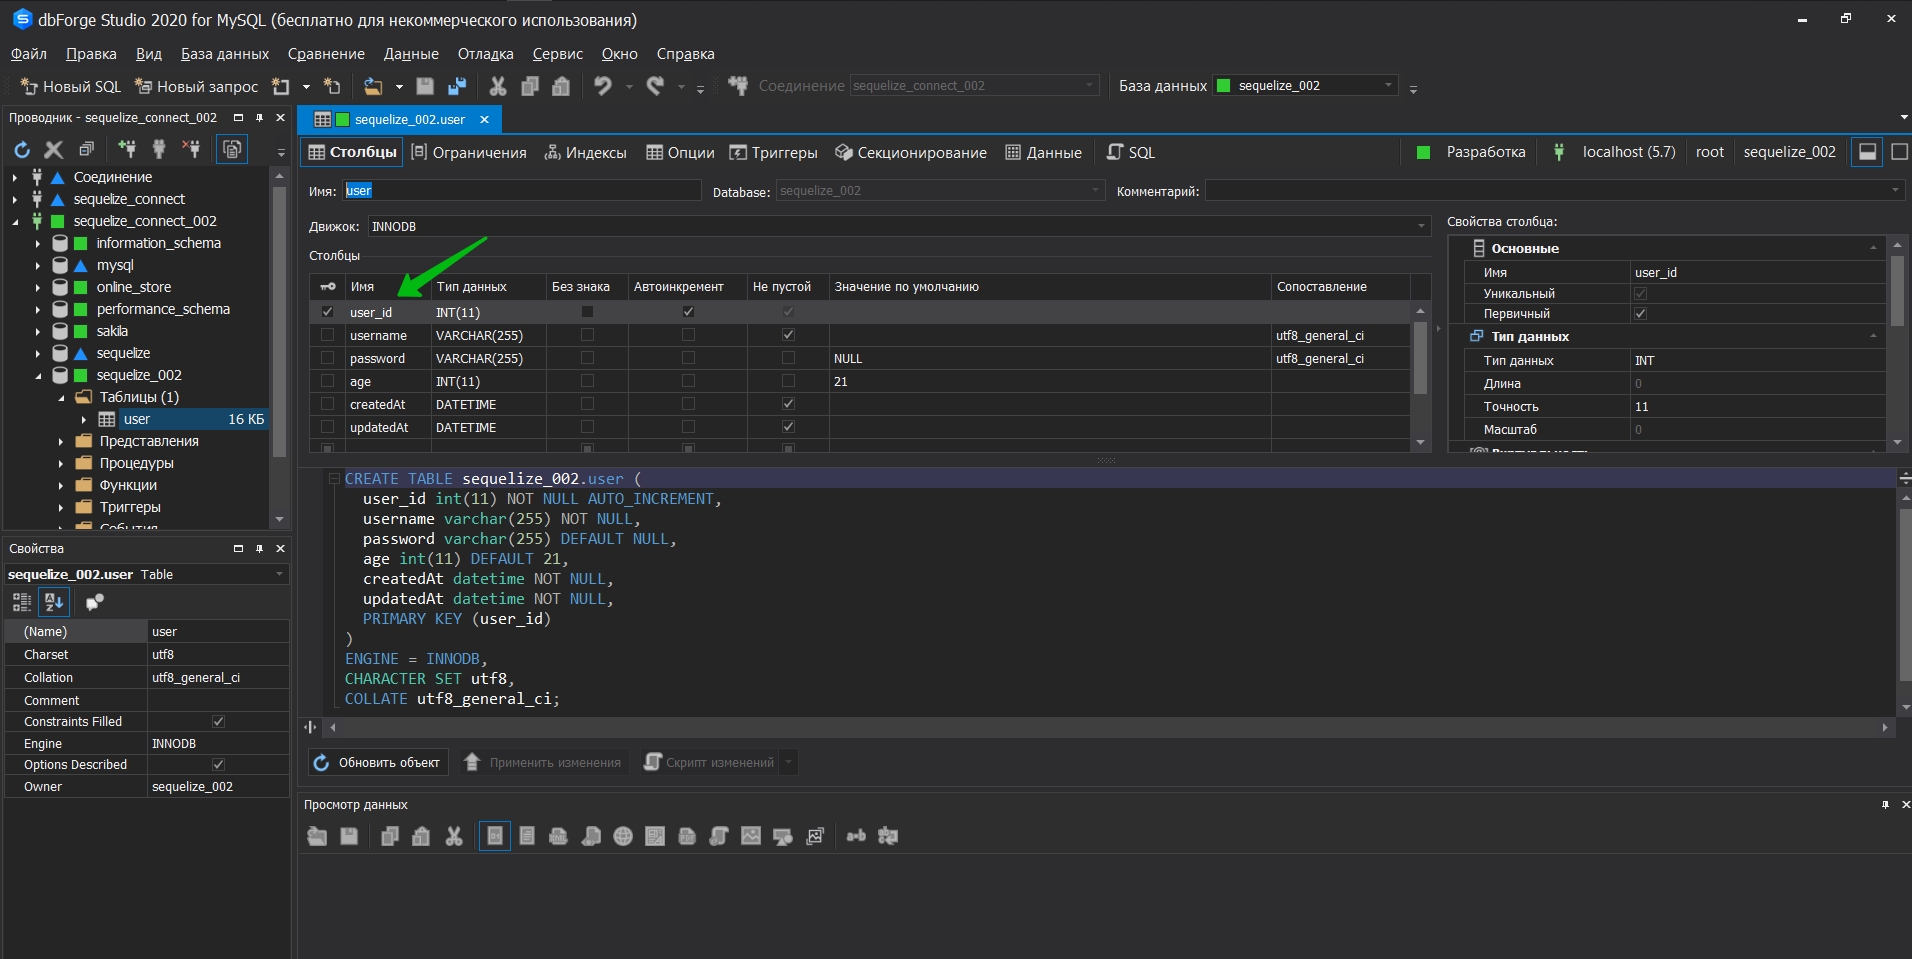 dbForge Studio 2020 for MySQL (бесплатно для некоммерческого использования)
Файл Правка Вид База данных Сравнение Данные Отладка Сервис Окно Справка
Новый SQL Новый запрос Соединение sequelize_connect_002 База данных sequelize_002
Проводник - sequelize_connect_002
sequelize_002.user
Столбцы Ограничения Индексы Опции Триггеры Секционирование Данные SQL Разработка localhost (5.7) root sequelize_002
Соединение
sequelize_connect
sequelize_connect_002
information_schema
mysql
online_store
performance_schema
sakila
sequelize
sequelize_002
Таблицы (1)
user 16 КБ
Представления
Процедуры
Функции
Триггеры
События
Имя: user Database: sequelize_002 Комментарий:
Движок: INNODB
Столбцы
Имя Тип данных Без знака Автоинкремент Не пустой Значение по умолчанию Сопоставление
user_id INT(11)
username VARCHAR(255) utf8_general_ci
password VARCHAR(255) NULL utf8_general_ci
age INT(11) 21
createdAt DATETIME
updatedAt DATETIME
Свойства столбца:
Основные
Имя user_id
Уникальный
Первичный
Тип данных
Тип данных INT
Длина 0
Точность 11
Масштаб 0
CREATE TABLE sequelize_002.user (
user_id int(11) NOT NULL AUTO_INCREMENT,
username varchar(255) NOT NULL,
password varchar(255) DEFAULT NULL,
age int(11) DEFAULT 21,
createdAt datetime NOT NULL,
updatedAt datetime NOT NULL,
PRIMARY KEY (user_id)
)
ENGINE = INNODB,
CHARACTER SET utf8,
COLLATE utf8_general_ci;
Обновить объект Применить изменения Скрипт изменений
Свойства
sequelize_002.user Table
(Name) user
Charset utf8
Collation utf8_general_ci
Comment
Constraints Filled
Engine INNODB
Options Described
Owner sequelize_002
Просмотр данных